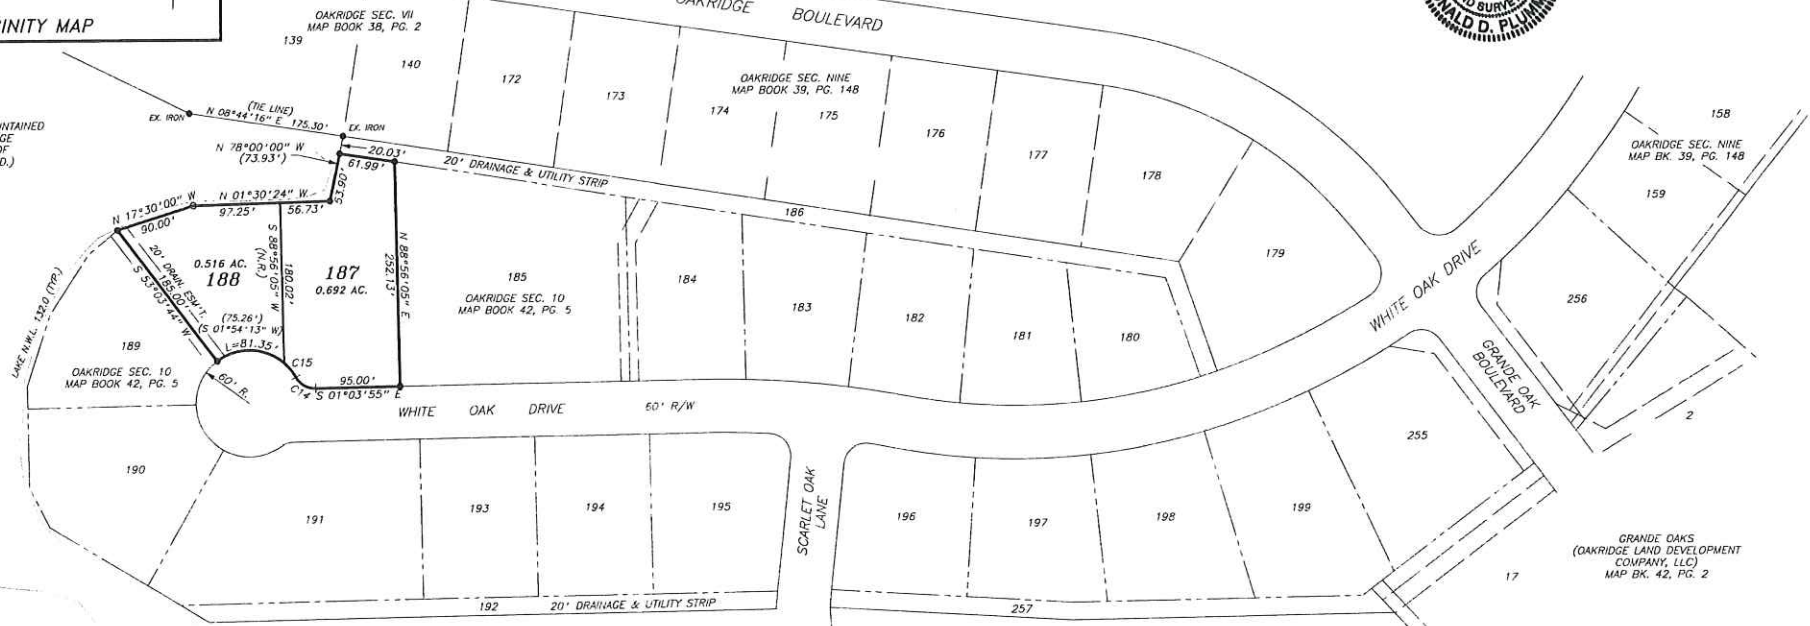 INITY MAP
OAKRIDGE SEC. VII
MAP BOOK 38, PG. 2
139
140
OAKRIDGE BOULEVARD
D SURVE
NALD D. PLUM
172
173
174
175
OAKRIDGE SEC. NINE
MAP BOOK 39, PG. 148
176
177
178
179
158
OAKRIDGE SEC. NINE
MAP BK. 39, PG. 148
159
INTAINED
GE
OF
D.)
(TIE LINE)
N 08°44'16" E 175.30'
EX. IRON
EX. IRON
N 78°00'00" W
(73.93')
20.03'
61.99'
53.90'
20' DRAINAGE & UTILITY STRIP
186
N 17°30'00" W
90.00'
N 01°30'24" W
97.25'
56.73'
20' DRAIN. ESM'T.
185.00'
S 53°03'44" W
0.516 AC.
188
S 88°56'05" W
(N.R.)
180.02'
187
0.692 AC.
N 88°56'05" E
252.13'
(75.26')
(S 01°54'13" W)
L=81.35'
C15
C14
60' R.
95.00'
S 01°03'55" E
LAKE N.W.L. 132.0 (TYP.)
189
OAKRIDGE SEC. 10
MAP BOOK 42, PG. 5
185
OAKRIDGE SEC. 10
MAP BOOK 42, PG. 5
184
183
182
181
180
WHITE OAK DRIVE
256
GRANDE OAK
BOULEVARD
2
WHITE OAK DRIVE 60' R/W
190
191
193
194
195
SCARLET OAK
LANE
196
197
198
199
255
192 20' DRAINAGE & UTILITY STRIP
257
17
GRANDE OAKS
(OAKRIDGE LAND DEVELOPMENT
COMPANY, LLC)
MAP BK. 42, PG. 2